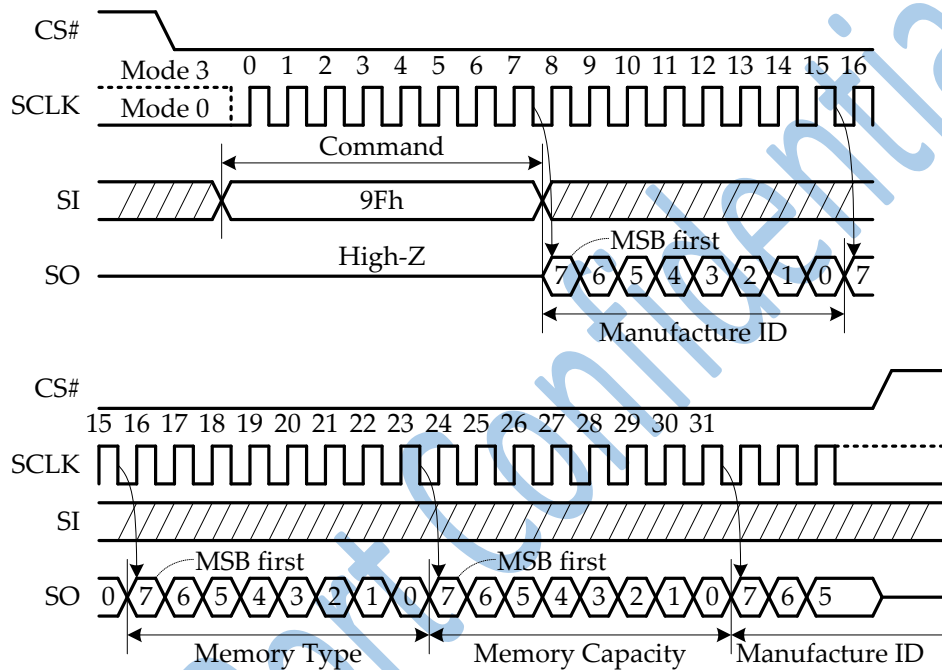 CS#
Mode 3
0 1 2 3 4 5 6 7 8 9 10 11 12 13 14 15 16
SCLK
Mode 0
Command
SI
9Fh
High-Z
MSB first
SO
7 6 5 4 3 2 1 0 7
Manufacture ID
CS#
15 16 17 18 19 20 21 22 23 24 25 26 27 28 29 30 31
SCLK
SI
MSB first
MSB first
SO
0 7 6 5 4 3 2 1 0 7 6 5 4 3 2 1 0 7 6 5
Memory Type
Memory Capacity
Manufacture ID
Confidential